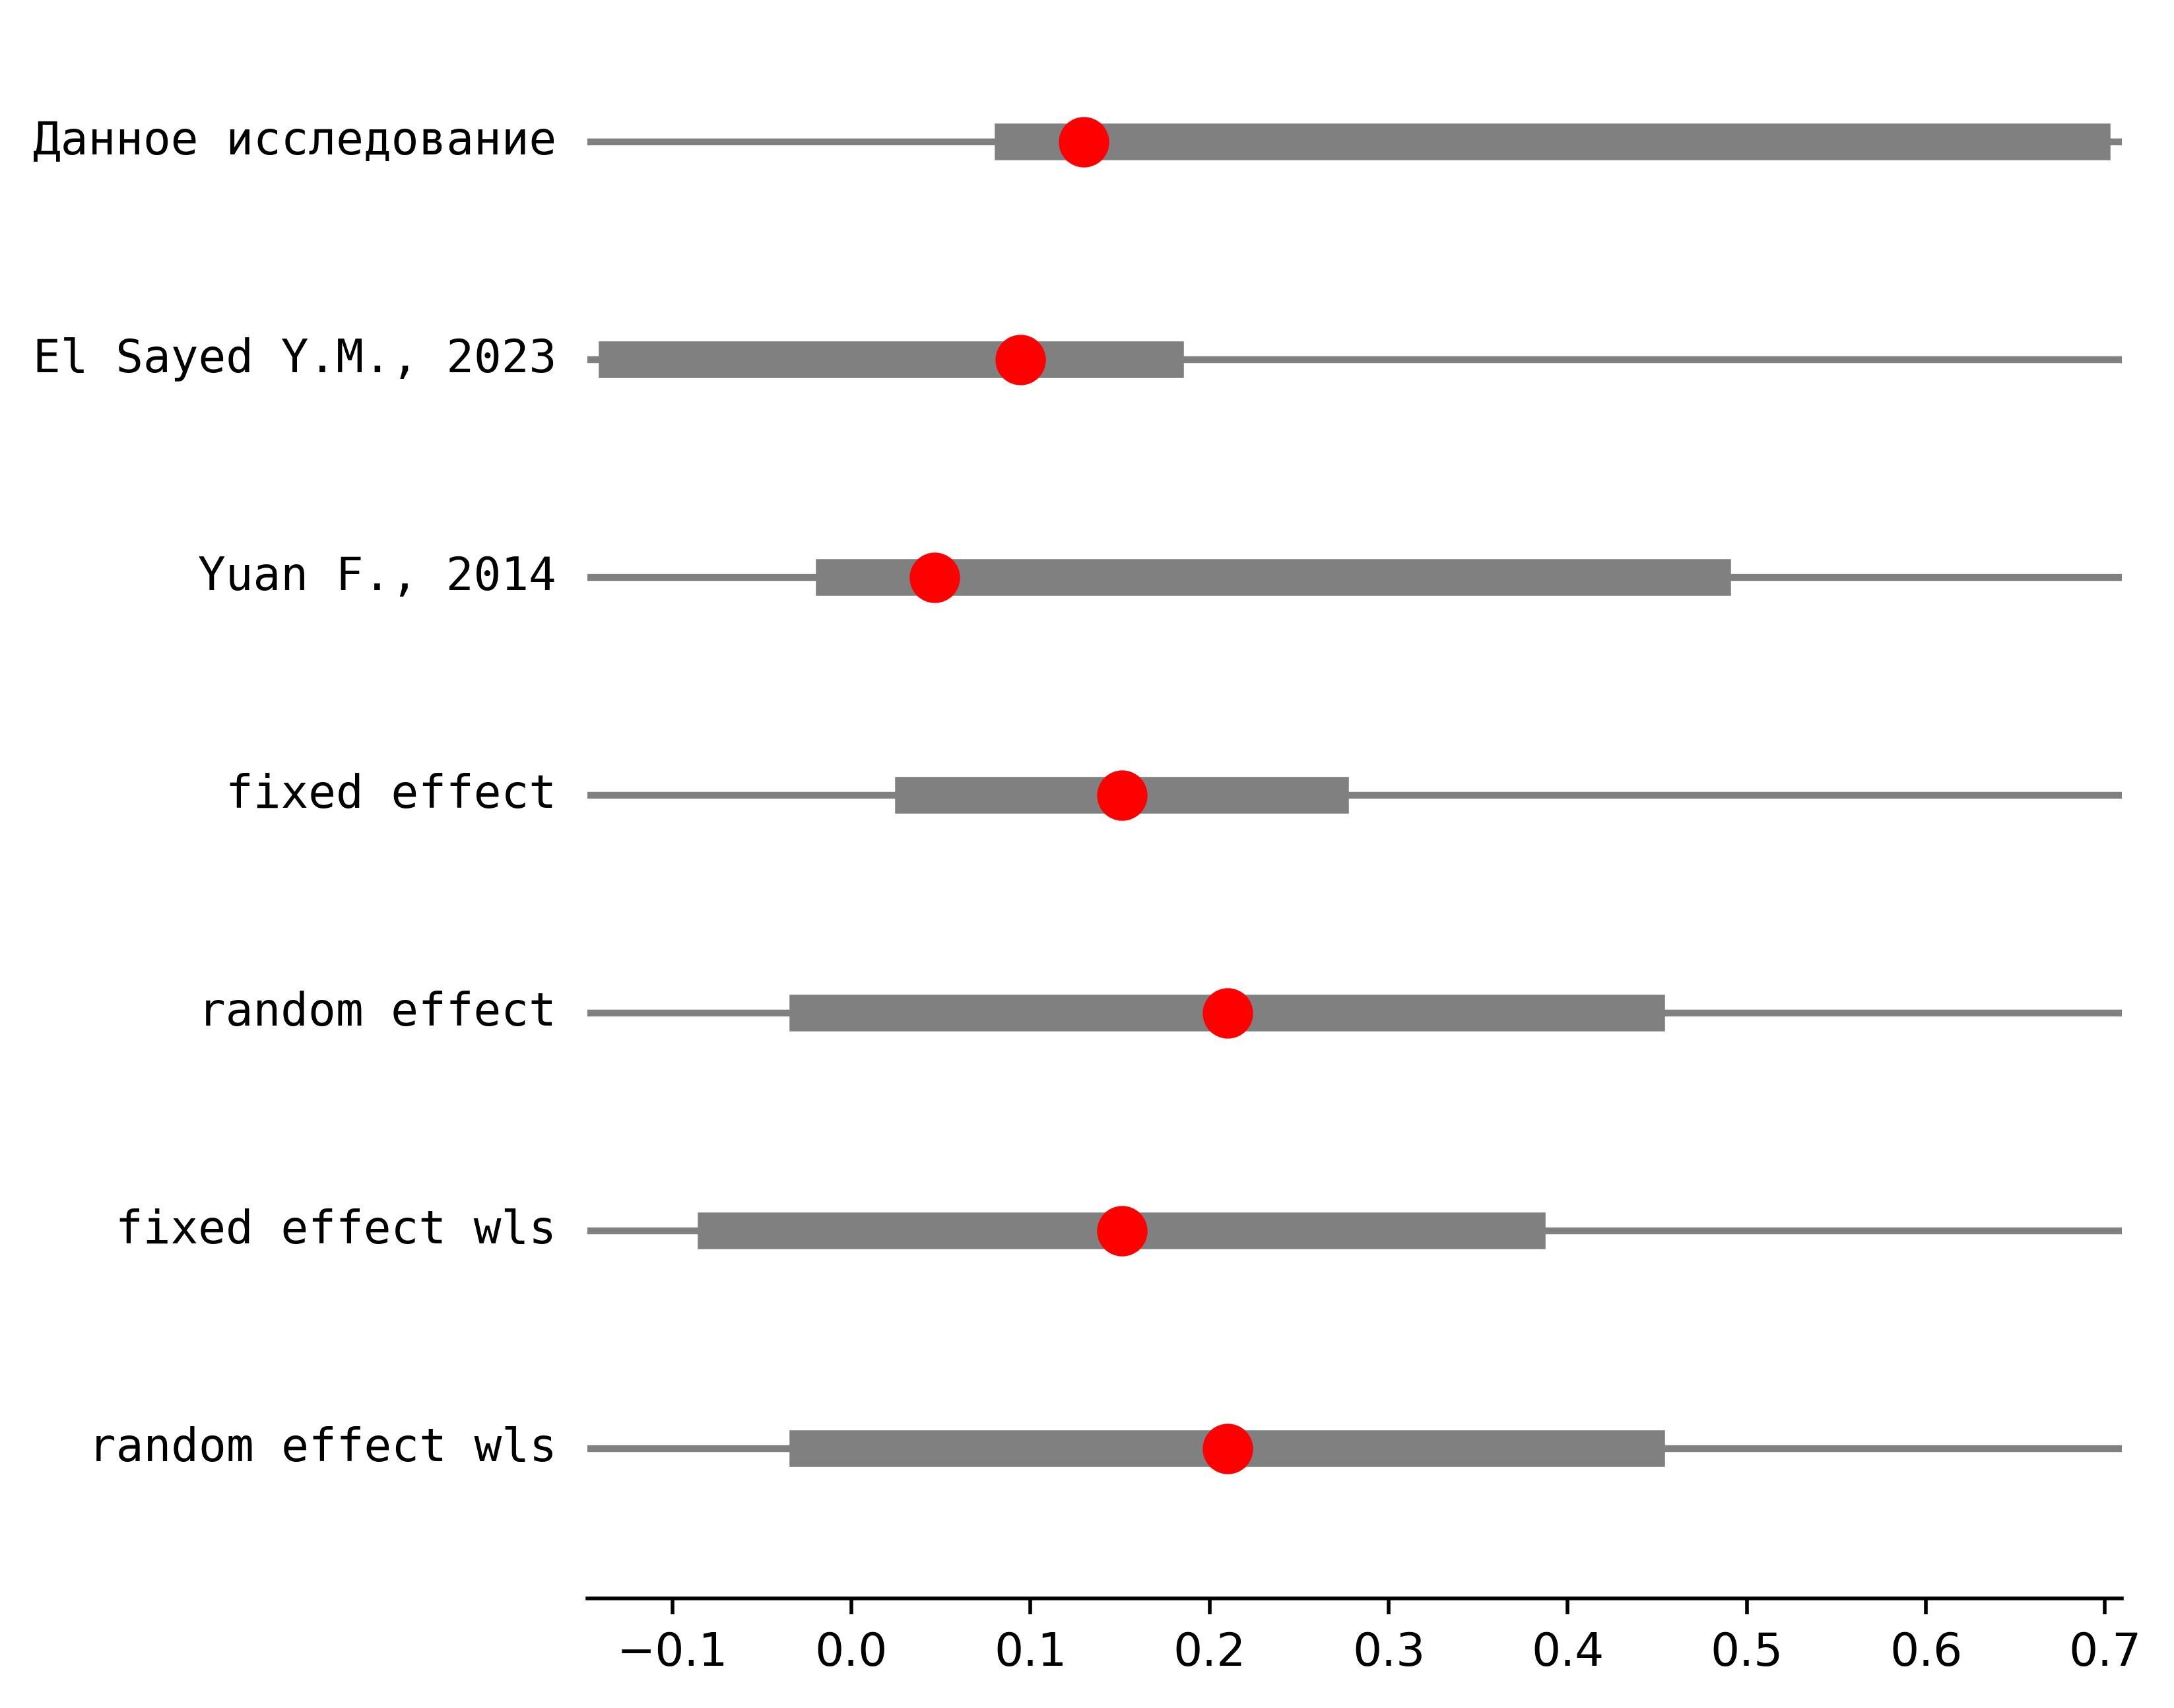 Данное исследование
El Sayed Y.M., 2023
Yuan F., 2014
fixed effect
random effect
fixed effect wls
random effect wls
−0.1 0.0 0.1 0.2 0.3 0.4 0.5 0.6 0.7